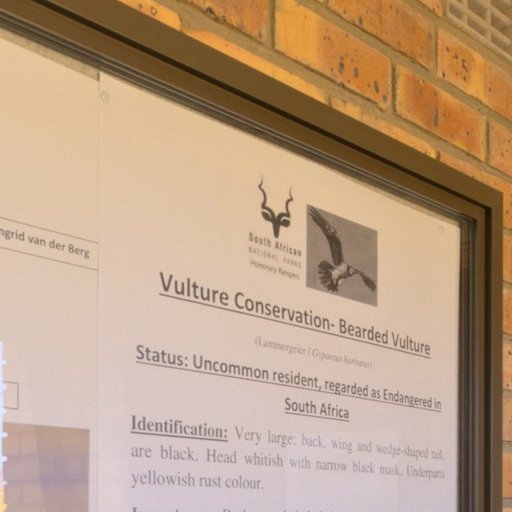 ngrid van der Berg
South African
NATIONAL PARKS
Honorary Rangers
Vulture Conservation- Bearded Vulture
(Lammergeier / Gypaetus barbatus)
Status: Uncommon resident, regarded as Endangered in
South Africa
Identification: Very large; back, wing and wedge-shaped tail,
are black. Head whitish with narrow black mask. Underparts
yellowish rust colour.